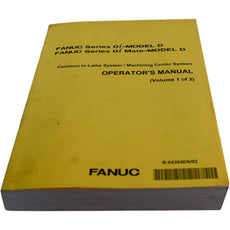 FANUC Series 0i-MODEL D
FANUC Series 0i Mate-MODEL D
Common to Lathe System / Machining Center System
OPERATOR'S MANUAL
(Volume 1 of 2)
B-64304EN/02
FANUC